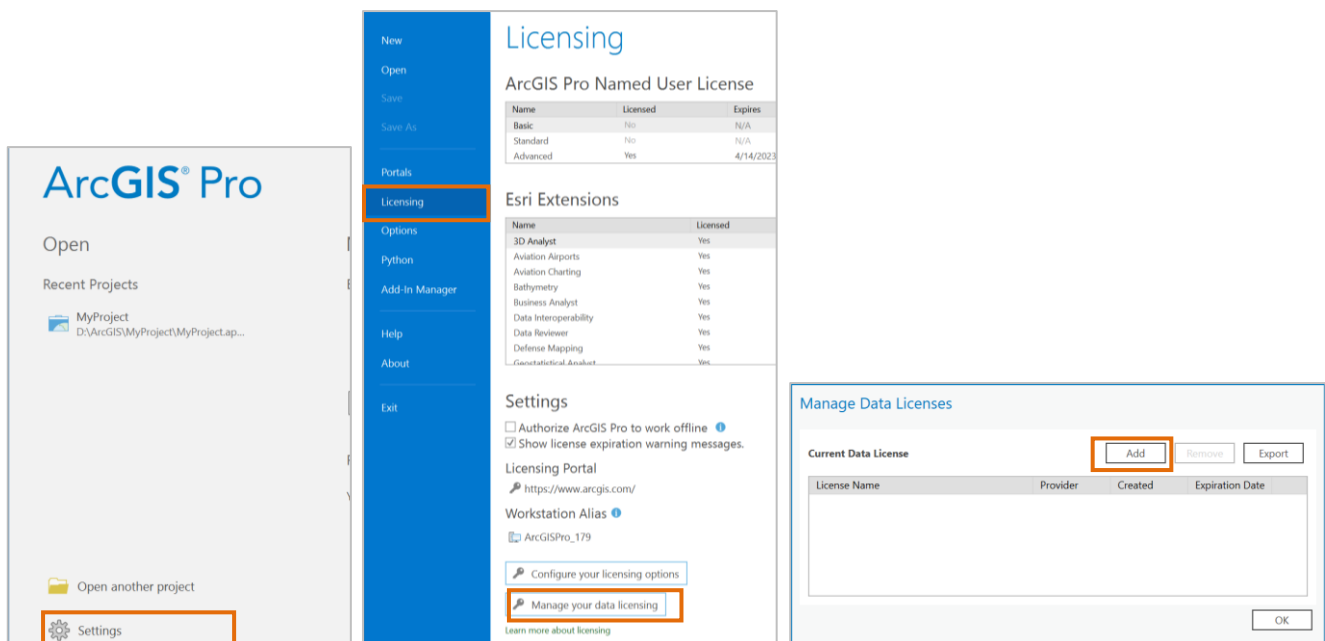 ArcGIS® Pro
Open
Recent Projects
MyProject
D:\ArcGIS\MyProject\MyProject.ap...
Open another project
Settings
New
Open
Save
Save As
Portals
Licensing
Options
Python
Add-In Manager
Help
About
Exit
Licensing
ArcGIS Pro Named User License
Name Licensed Expires
Basic No N/A
Standard No N/A
Advanced Yes 4/14/2023
Esri Extensions
Name Licensed
3D Analyst Yes
Aviation Airports Yes
Aviation Charting Yes
Bathymetry Yes
Business Analyst Yes
Data Interoperability Yes
Data Reviewer Yes
Defense Mapping Yes
Geostatistical Analyst Yes
Settings
Authorize ArcGIS Pro to work offline
Show license expiration warning messages.
Licensing Portal
https://www.arcgis.com/
Workstation Alias
ArcGISPro_179
Configure your licensing options
Manage your data licensing
Learn more about licensing
Manage Data Licenses
Current Data License Add Remove Export
License Name Provider Created Expiration Date
OK